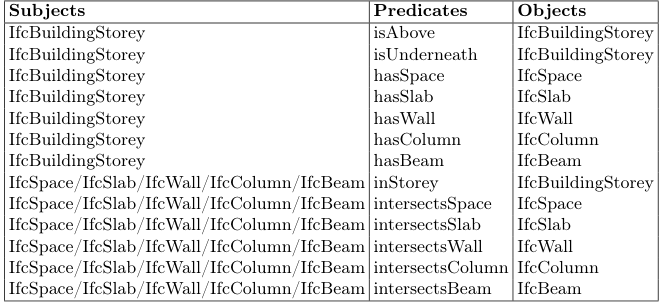 Subjects Predicates Objects
IfcBuildingStorey isAbove IfcBuildingStorey
IfcBuildingStorey isUnderneath IfcBuildingStorey
IfcBuildingStorey hasSpace IfcSpace
IfcBuildingStorey hasSlab IfcSlab
IfcBuildingStorey hasWall IfcWall
IfcBuildingStorey hasColumn IfcColumn
IfcBuildingStorey hasBeam IfcBeam
IfcSpace/IfcSlab/IfcWall/IfcColumn/IfcBeam inStorey IfcBuildingStorey
IfcSpace/IfcSlab/IfcWall/IfcColumn/IfcBeam intersectsSpace IfcSpace
IfcSpace/IfcSlab/IfcWall/IfcColumn/IfcBeam intersectsSlab IfcSlab
IfcSpace/IfcSlab/IfcWall/IfcColumn/IfcBeam intersectsWall IfcWall
IfcSpace/IfcSlab/IfcWall/IfcColumn/IfcBeam intersectsColumn IfcColumn
IfcSpace/IfcSlab/IfcWall/IfcColumn/IfcBeam intersectsBeam IfcBeam